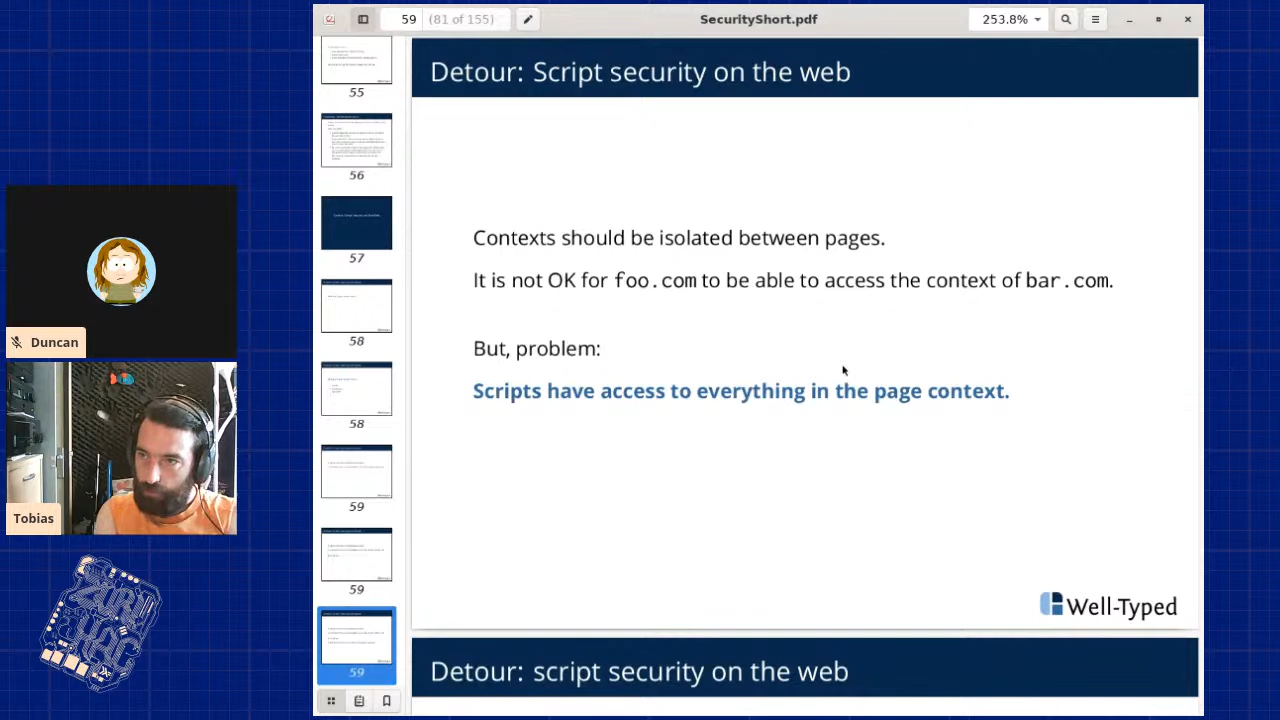 59
(81 of 155)
SecurityShort.pdf
253.8%
55
56
57
58
58
59
59
59
Detour: Script security on the web
Contexts should be isolated between pages.
It is not OK for foo.com to be able to access the context of bar.com.
But, problem:
Scripts have access to everything in the page context.
Well-Typed
Detour: script security on the web
Duncan
Tobias